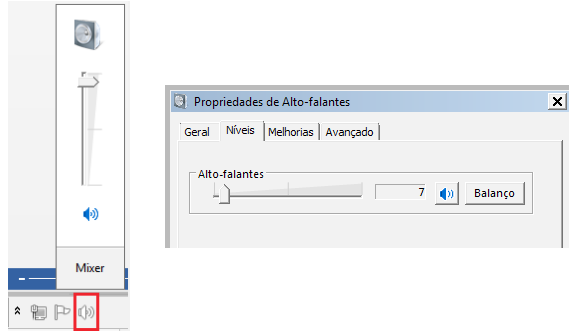 Mixer
Propriedades de Alto-falantes
Geral
Níveis
Melhorias
Avançado
Alto-falantes
7
Balanço